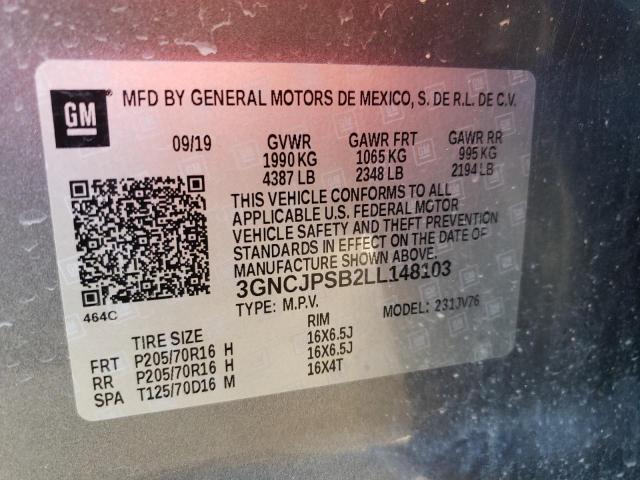 GM
MFD BY GENERAL MOTORS DE MEXICO, S. DE R.L. DE C.V.
09/19 GVWR GAWR FRT GAWR RR
1990 KG 1065 KG 995 KG
4387 LB 2348 LB 2194 LB
THIS VEHICLE CONFORMS TO ALL
APPLICABLE U.S. FEDERAL MOTOR
VEHICLE SAFETY AND THEFT PREVENTION
STANDARDS IN EFFECT ON THE DATE OF
MANUFACTURE SHOWN ABOVE.
3GNCJPSB2LL148103
464C
TYPE: M.P.V. MODEL: 231JV76
TIRE SIZE RIM
FRT P205/70R16 H 16X6.5J
RR P205/70R16 H 16X6.5J
SPA T125/70D16 M 16X4T